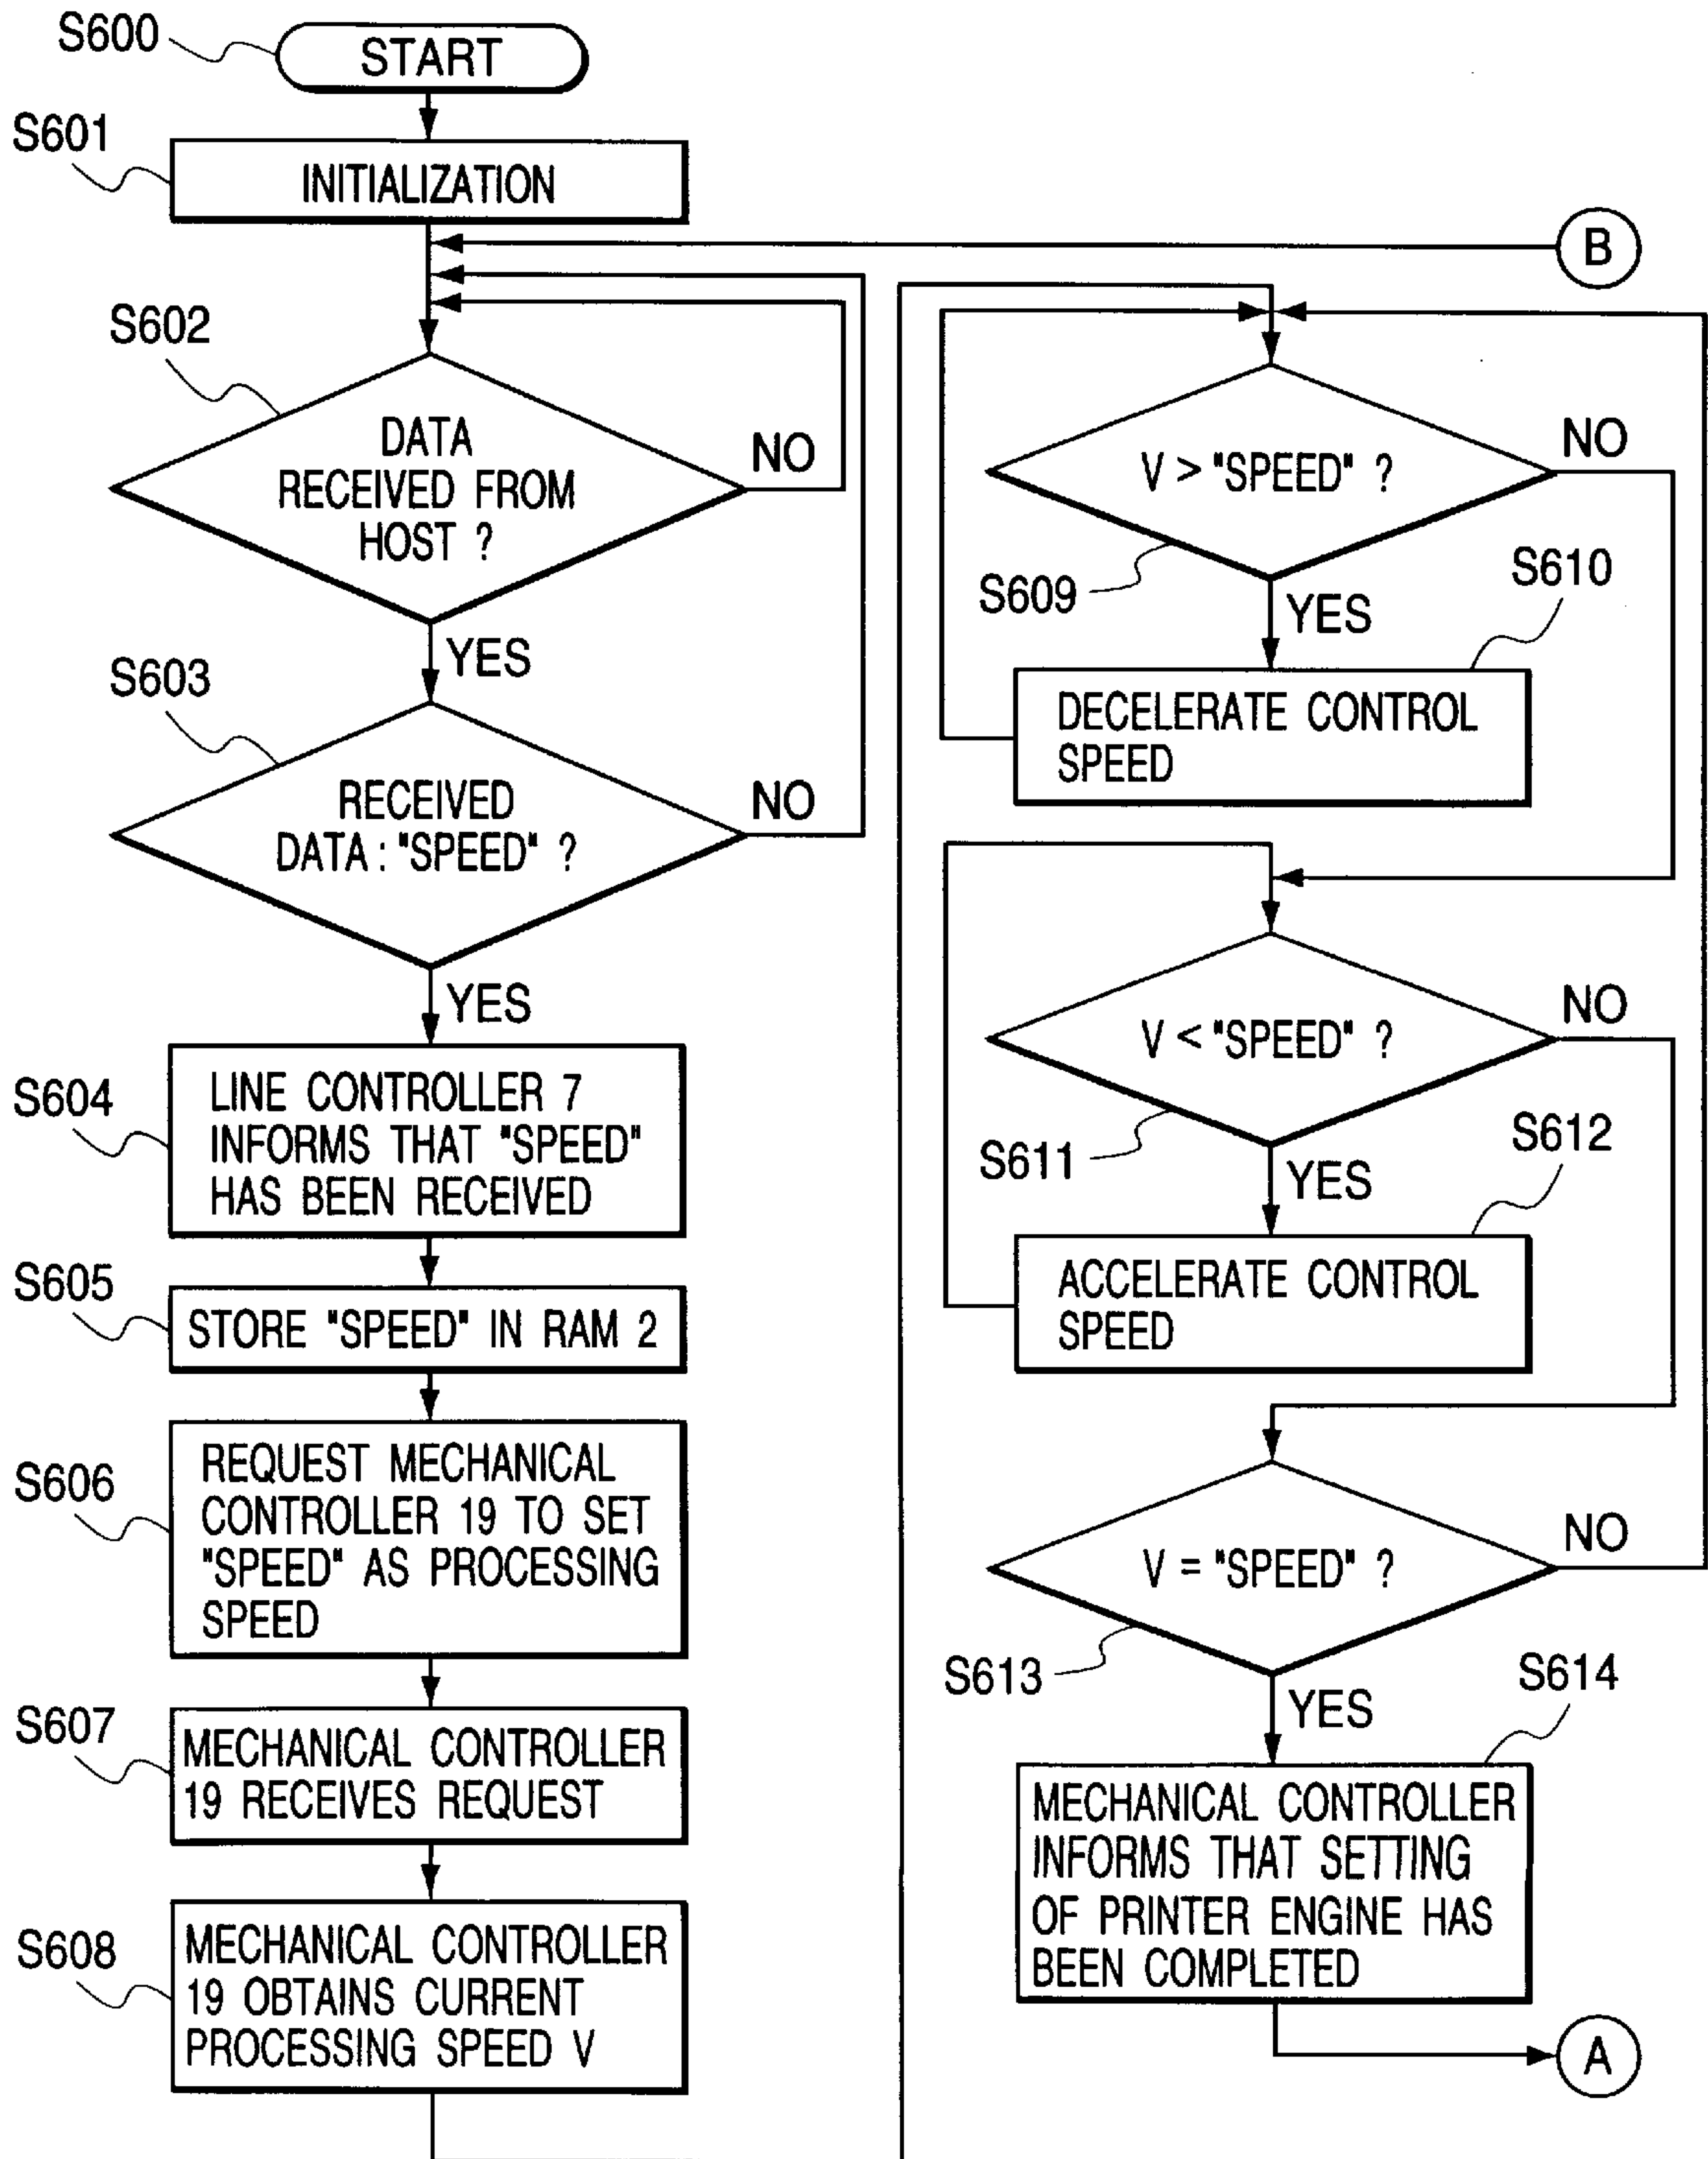 S600
START
S601
INITIALIZATION
B
S602
DATA
RECEIVED FROM
HOST ?
NO
YES
S603
RECEIVED
DATA : "SPEED" ?
NO
YES
S604
LINE CONTROLLER 7
INFORMS THAT "SPEED"
HAS BEEN RECEIVED
S605
STORE "SPEED" IN RAM 2
S606
REQUEST MECHANICAL
CONTROLLER 19 TO SET
"SPEED" AS PROCESSING
SPEED
S607
MECHANICAL CONTROLLER
19 RECEIVES REQUEST
S608
MECHANICAL CONTROLLER
19 OBTAINS CURRENT
PROCESSING SPEED V
V > "SPEED" ?
NO
S609
YES
S610
DECELERATE CONTROL
SPEED
V < "SPEED" ?
NO
S611
YES
S612
ACCELERATE CONTROL
SPEED
V = "SPEED" ?
NO
S613
YES
S614
MECHANICAL CONTROLLER
INFORMS THAT SETTING
OF PRINTER ENGINE HAS
BEEN COMPLETED
A